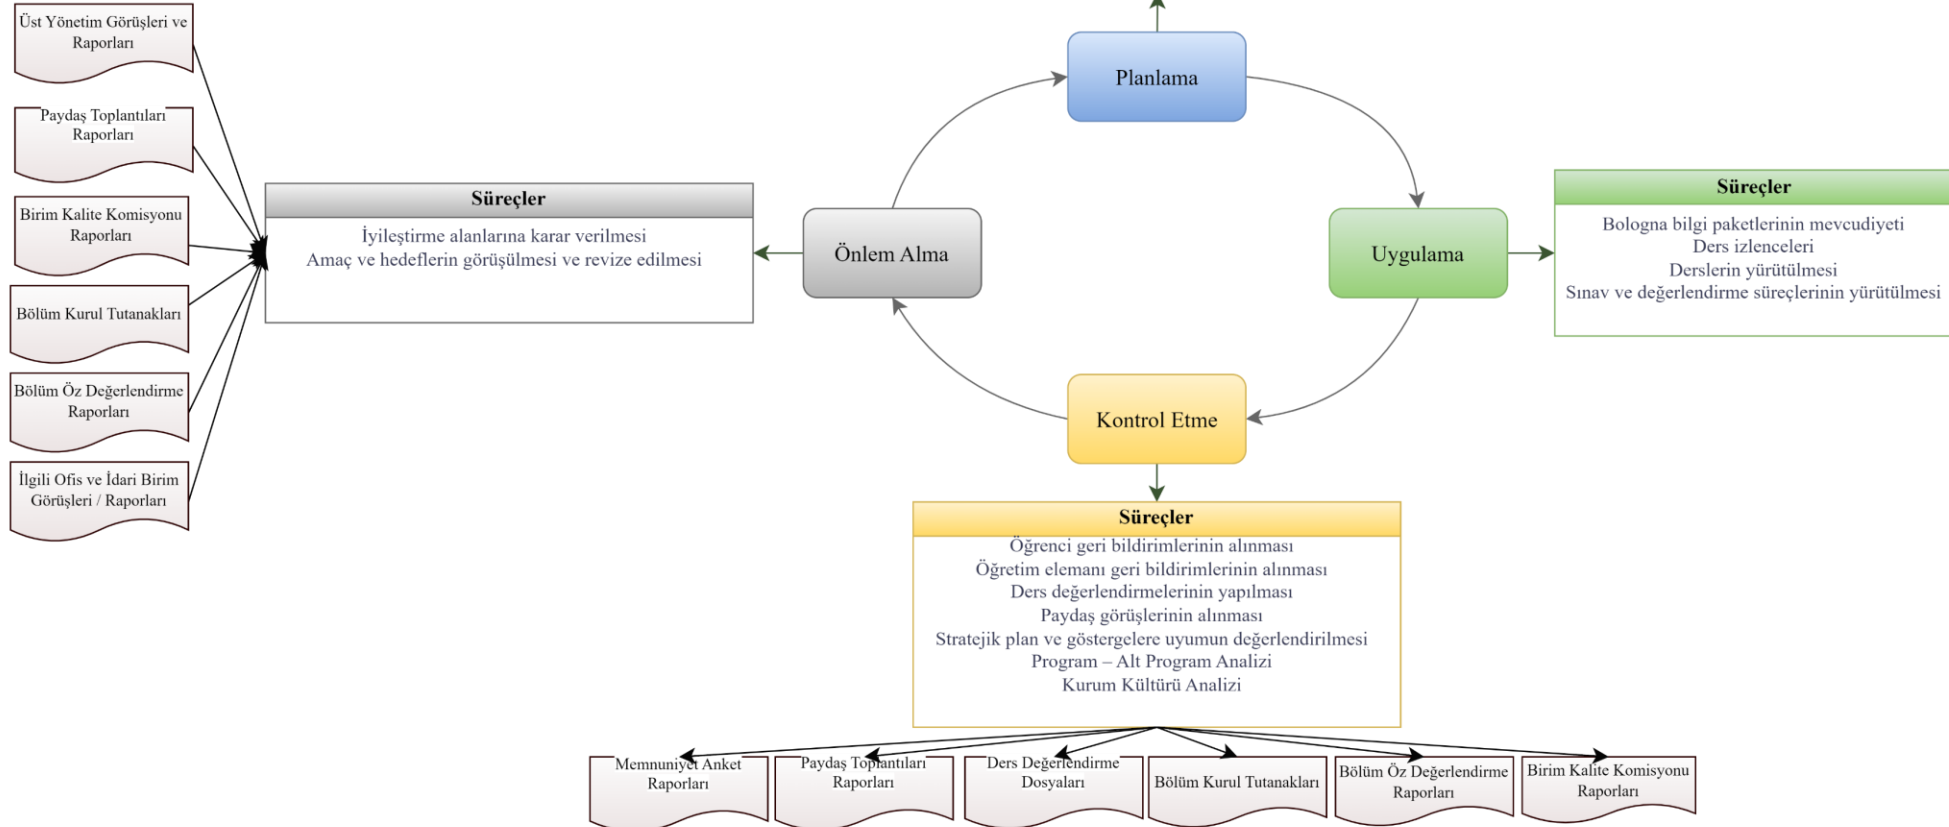 Üst Yönetim Görüşleri ve
Raporları
Paydaş Toplantıları
Raporları
Birim Kalite Komisyonu
Raporları
Bölüm Kurul Tutanakları
Bölüm Öz Değerlendirme
Raporları
İlgili Ofis ve İdari Birim
Görüşleri / Raporları
Süreçler
İyileştirme alanlarına karar verilmesi
Amaç ve hedeflerin görüşülmesi ve revize edilmesi
Önlem Alma
Planlama
Uygulama
Süreçler
Bologna bilgi paketlerinin mevcudiyeti
Ders izlenceleri
Derslerin yürütülmesi
Sınav ve değerlendirme süreçlerinin yürütülmesi
Kontrol Etme
Süreçler
Öğrenci geri bildirimlerinin alınması
Öğretim elemanı geri bildirimlerinin alınması
Ders değerlendirmelerinin yapılması
Paydaş görüşlerinin alınması
Stratejik plan ve göstergelere uyumun değerlendirilmesi
Program – Alt Program Analizi
Kurum Kültürü Analizi
Memnuniyet Anket
Raporları
Paydaş Toplantıları
Raporları
Ders Değerlendirme
Dosyaları
Bölüm Kurul Tutanakları
Bölüm Öz Değerlendirme
Raporları
Birim Kalite Komisyonu
Raporları